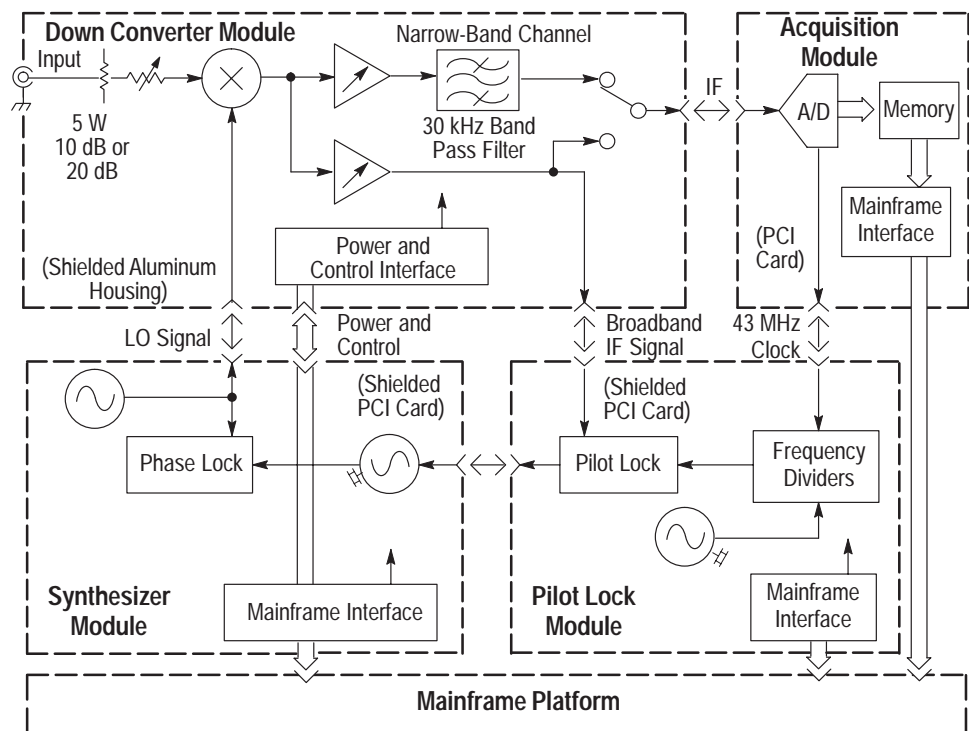 Down Converter Module
Input
5 W
10 dB or
20 dB
Narrow-Band Channel
30 kHz Band
Pass Filter
Power and
Control Interface
(Shielded Aluminum
Housing)
IF
Acquisition
Module
A/D
Memory
Mainframe
Interface
(PCI
Card)
LO Signal
Power and
Control
Broadband
IF Signal
43 MHz
Clock
(Shielded
PCI Card)
Phase Lock
Synthesizer
Module
Mainframe Interface
(Shielded
PCI Card)
Pilot Lock
Frequency
Dividers
Pilot Lock
Module
Mainframe
Interface
Mainframe Platform